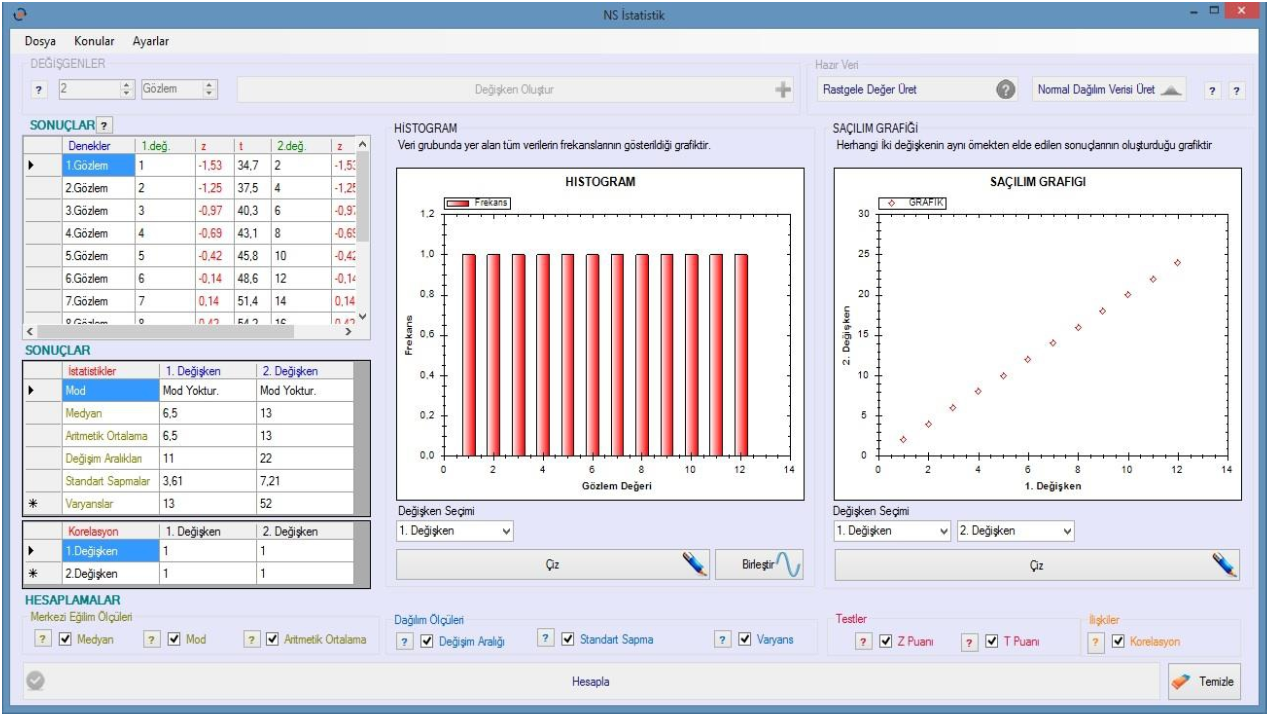 NS İstatistik
Dosya Konular Ayarlar
DEĞİŞGENLER
? 2 Gözlem Değişken Oluştur
Hazır Veri
Rastgele Değer Üret ? Normal Dağılım Verisi Üret ? ?
SONUÇLAR ?
Denekler 1.değ. z t 2.değ. z
1.Gözlem 1 -1,53 34,7 2 -1,53
2.Gözlem 2 -1,25 37,5 4 -1,25
3.Gözlem 3 -0,97 40,3 6 -0,97
4.Gözlem 4 -0,69 43,1 8 -0,69
5.Gözlem 5 -0,42 45,8 10 -0,42
6.Gözlem 6 -0,14 48,6 12 -0,14
7.Gözlem 7 0,14 51,4 14 0,14
8.Gözlem 8 0,42 54,2 16 0,42
SONUÇLAR
İstatistikler 1. Değişken 2. Değişken
Mod Mod Yoktur. Mod Yoktur.
Medyan 6,5 13
Aritmetik Ortalama 6,5 13
Değişim Aralıkları 11 22
Standart Sapmalar 3,61 7,21
Varyanslar 13 52
Korelasyon 1. Değişken 2. Değişken
1.Değişken 1 1
2.Değişken 1 1
HİSTOGRAM
Veri grubunda yer alan tüm verilerin frekanslarının gösterildiği grafiktir.
HISTOGRAM
Frekans
1,2
1,0
0,8
0,6
0,4
0,2
0,0
Frekans
0 2 4 6 8 10 12 14
Gözlem Değeri
Değişken Seçimi
1. Değişken
Çiz Birleştir
SAÇILIM GRAFİĞİ
Herhangi İki değişkenin aynı örnekten elde edilen sonuçlarının oluşturduğu grafiktir
SAÇILIM GRAFIGI
GRAFIK
30
25
20
15
10
5
0
2. Değişken
0 2 4 6 8 10 12 14
1. Değişken
Değişken Seçimi
1. Değişken 2. Değişken
Çiz
HESAPLAMALAR
Merkezi Eğilim Ölçüleri
? Medyan ? Mod ? Aritmetik Ortalama
Dağılım Ölçüleri
? Değişim Aralığı ? Standart Sapma ? Varyans
Testler
? Z Puanı ? T Puanı
İlişkiler
? Korelasyon
Hesapla Temizle